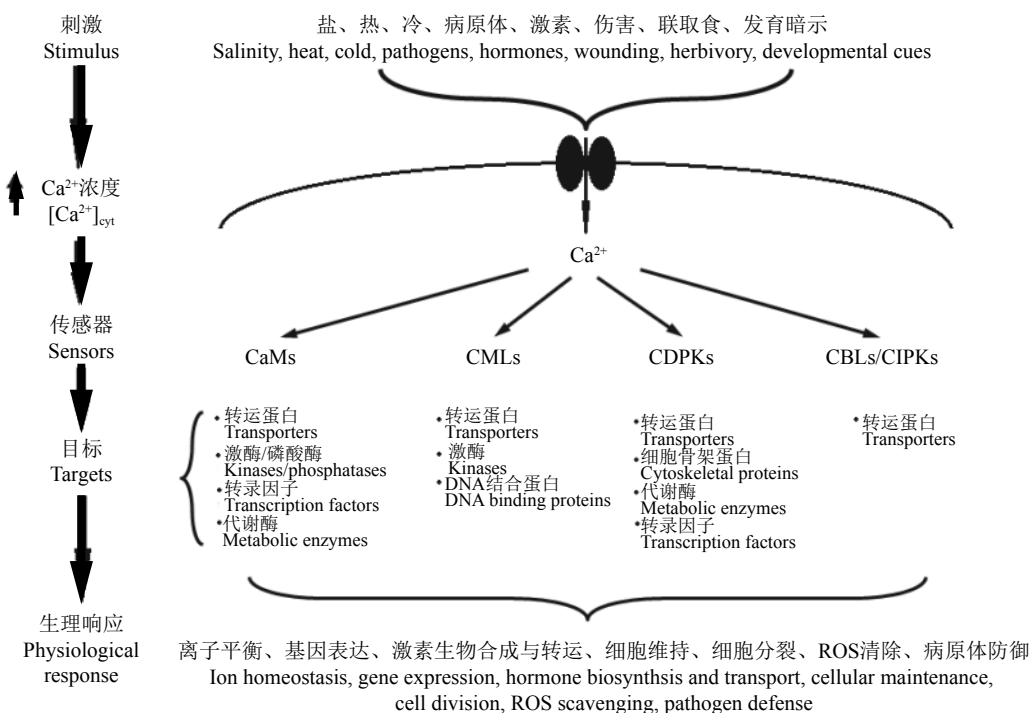 刺激
Stimulus
盐、热、冷、病原体、激素、伤害、联取食、发育暗示
Salinity, heat, cold, pathogens, hormones, wounding, herbivory, developmental cues
Ca²⁺浓度
[Ca²⁺]cyt
Ca²⁺
传感器
Sensors
CaMs
CMLs
CDPKs
CBLs/CIPKs
目标
Targets
•转运蛋白
Transporters
•激酶/磷酸酶
Kinases/phosphatases
•转录因子
Transcription factors
•代谢酶
Metabolic enzymes
•转运蛋白
Transporters
•激酶
Kinases
•DNA结合蛋白
DNA binding proteins
•转运蛋白
Transporters
•细胞骨架蛋白
Cytoskeletal proteins
•代谢酶
Metabolic enzymes
•转录因子
Transcription factors
•转运蛋白
Transporters
生理响应
Physiological
response
离子平衡、基因表达、激素生物合成与转运、细胞维持、细胞分裂、ROS清除、病原体防御
Ion homeostasis, gene expression, hormone biosynthsis and transport, cellular maintenance,
cell division, ROS scavenging, pathogen defense